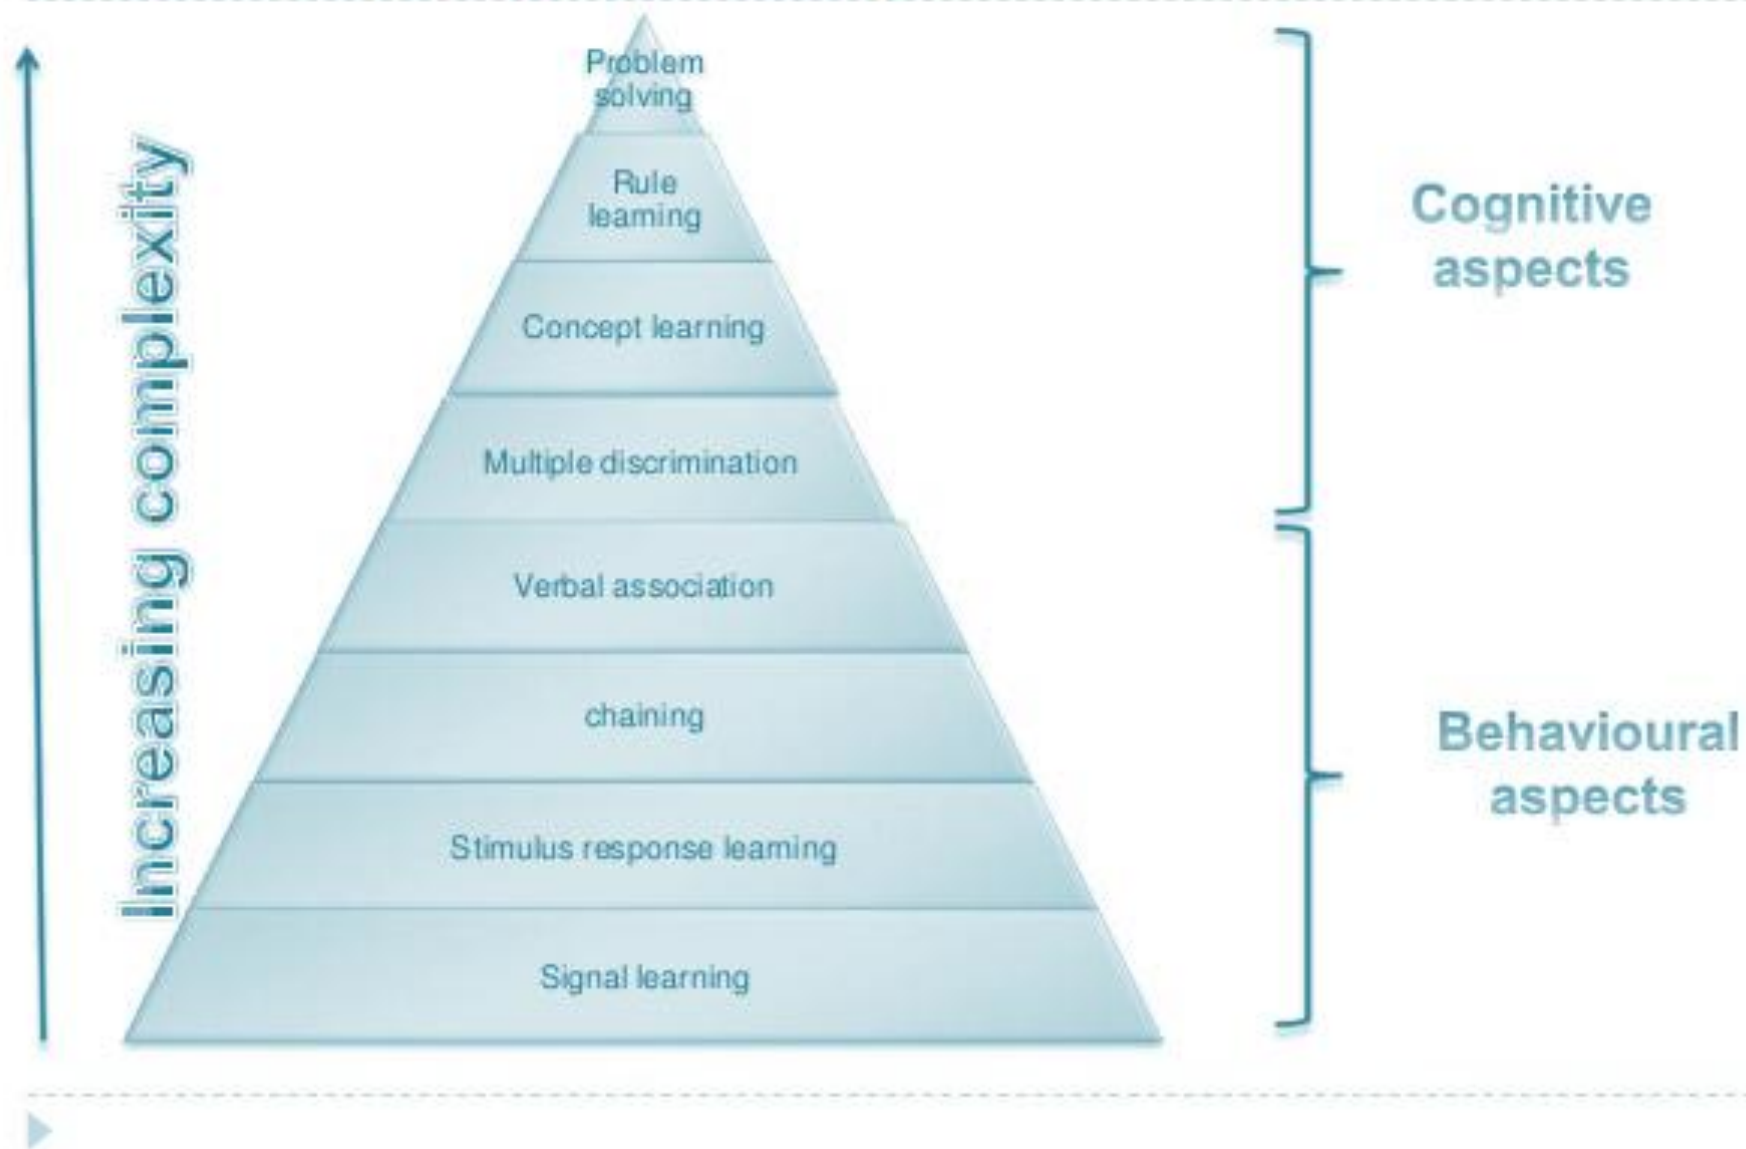 Problem
solving
Rule
learning
Concept learning
Multiple discrimination
Verbal association
chaining
Stimulus response learning
Signal learning
Increasing complexity
Cognitive
aspects
Behavioural
aspects